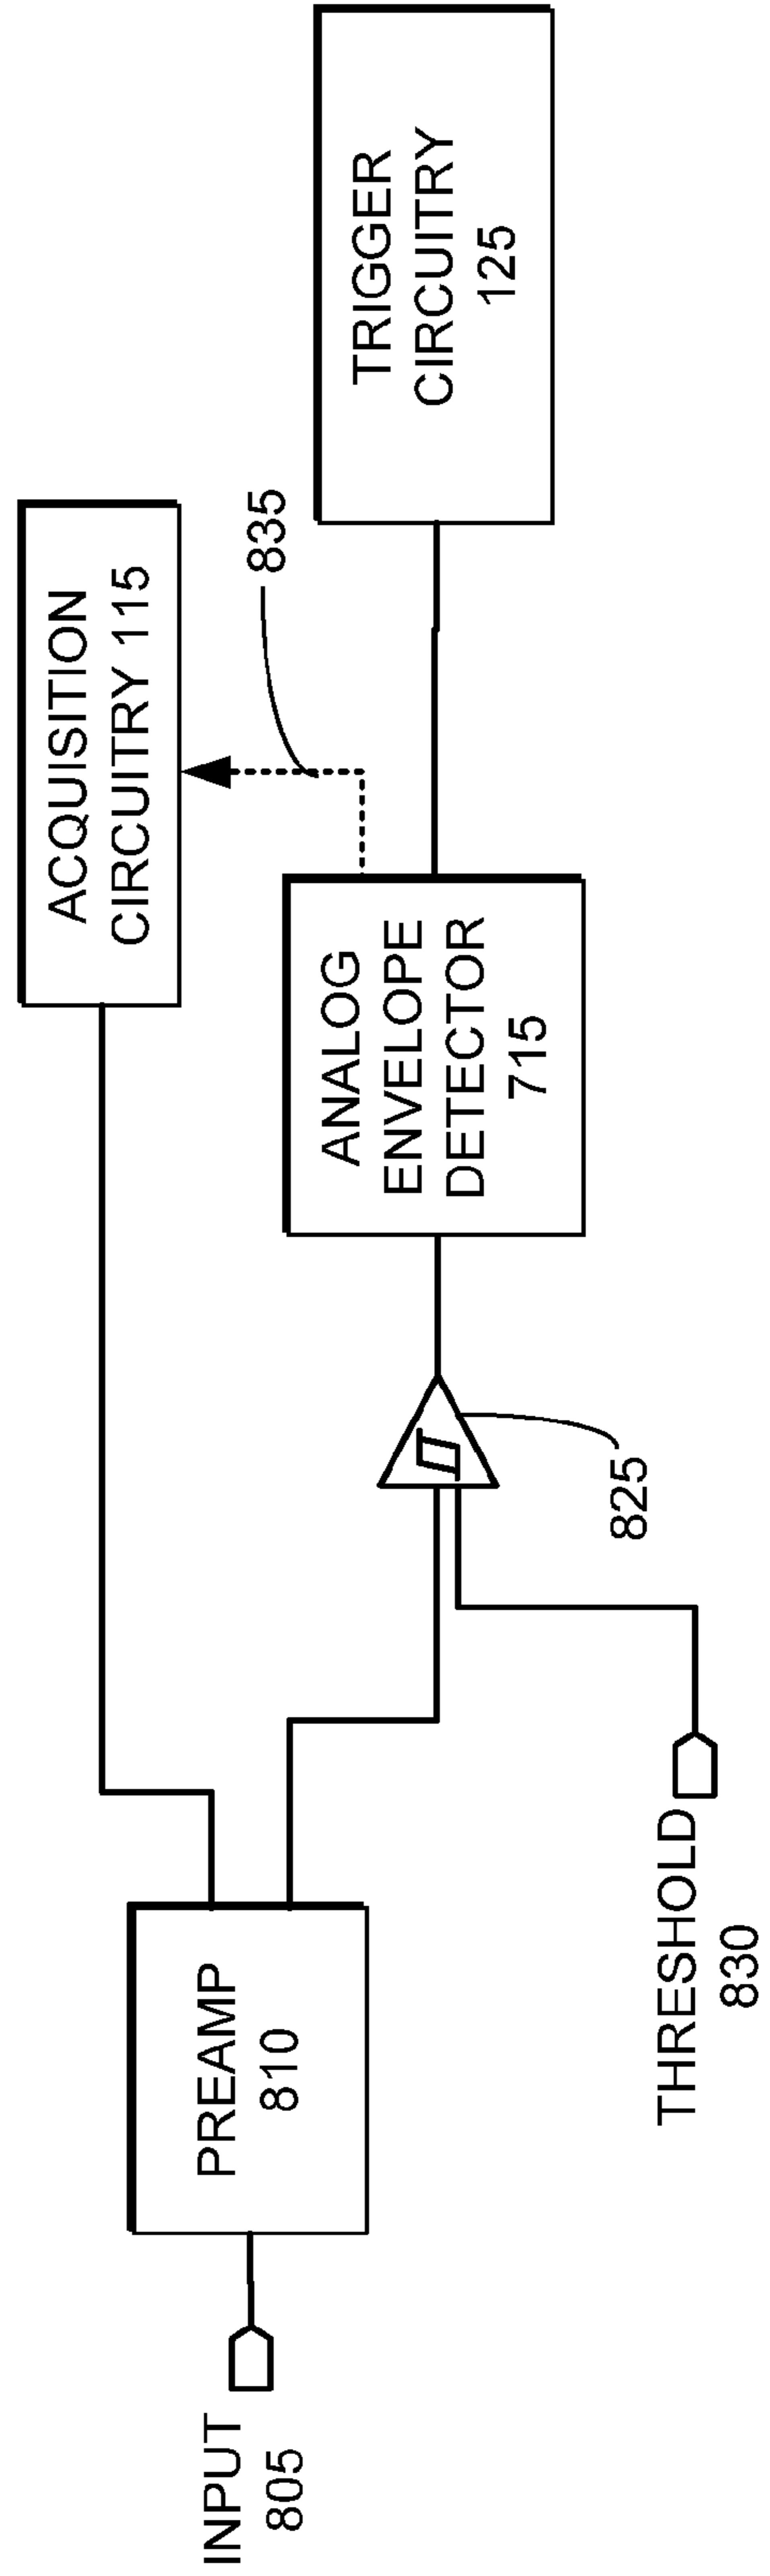 INPUT
805
PREAMP
810
THRESHOLD
830
825
ANALOG
ENVELOPE
DETECTOR
715
ACQUISITION
CIRCUITRY 115
835
TRIGGER
CIRCUITRY
125